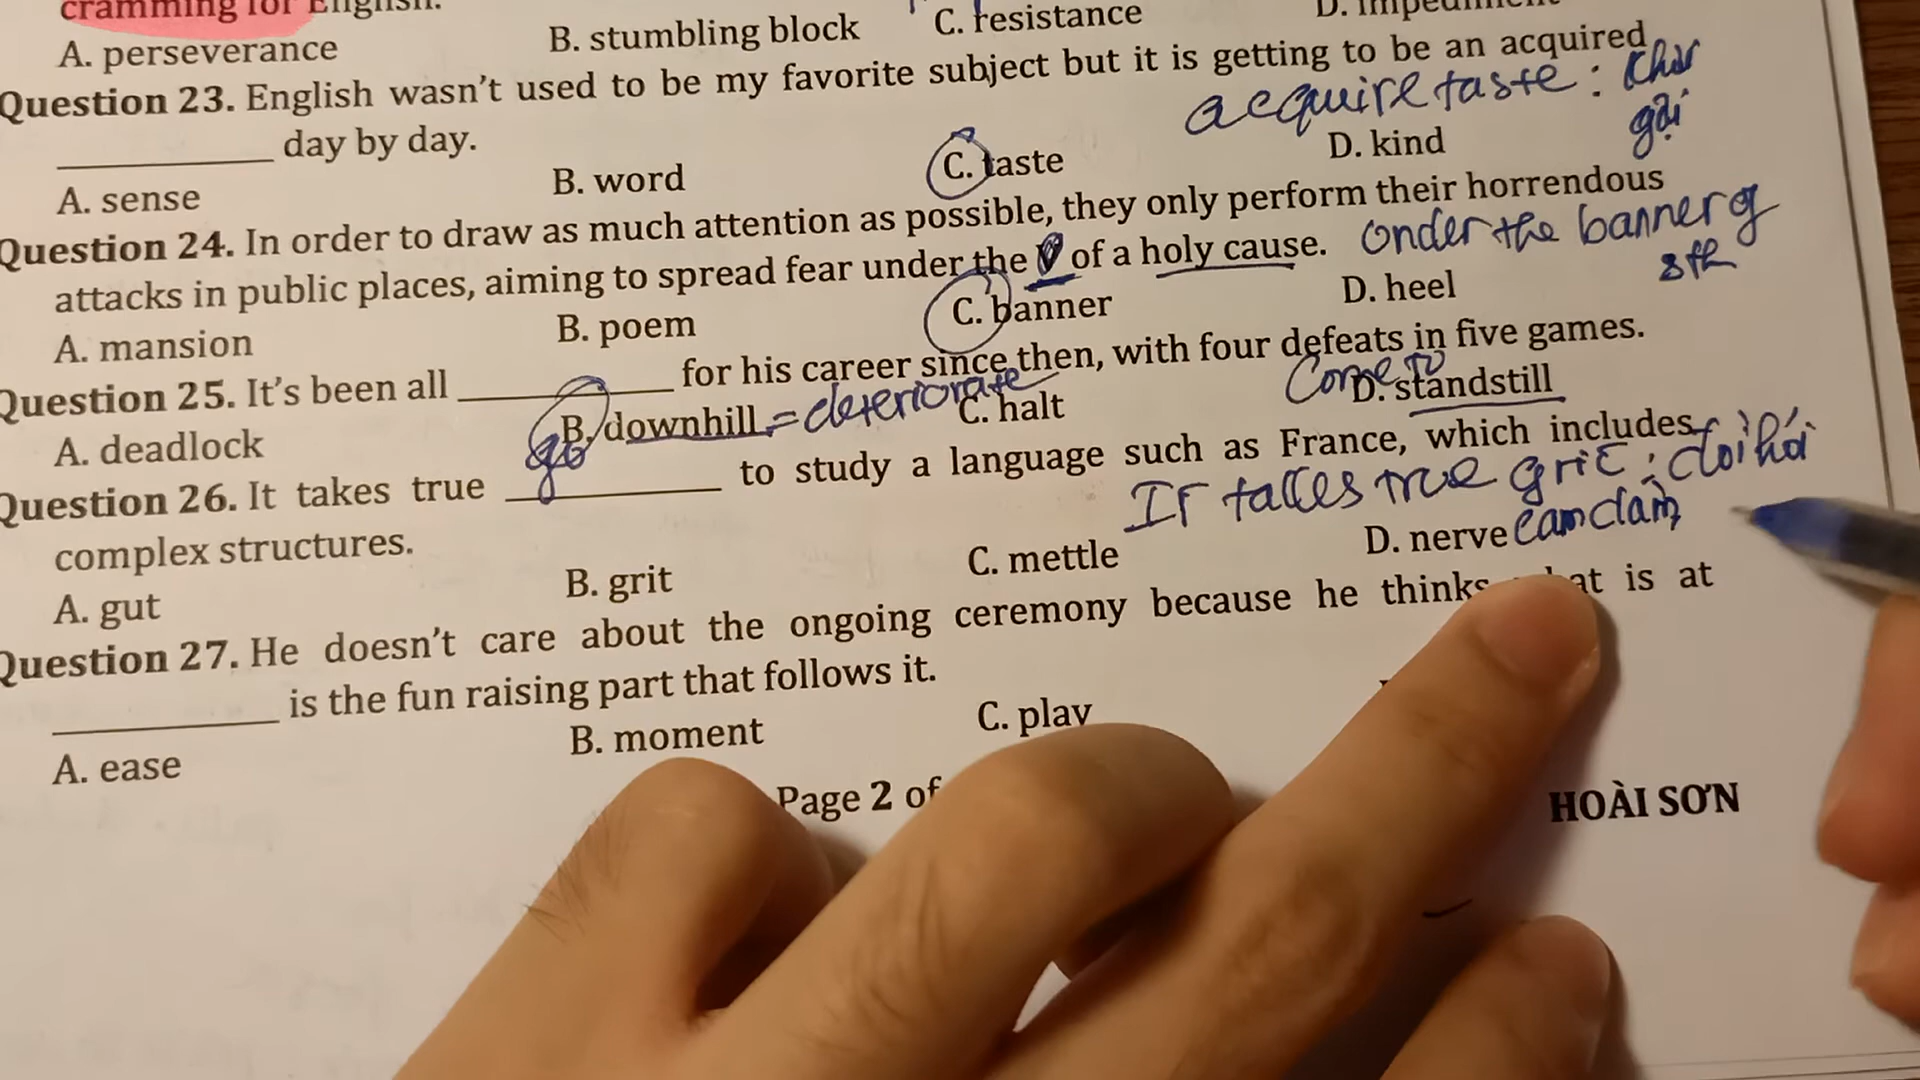 cramming for English.
A. perseverance B. stumbling block C. resistance D. impediment
Question 23. English wasn't used to be my favorite subject but it is getting to be an acquired
acquire taste : khơi gợi
____________ day by day.
A. sense B. word C. taste D. kind
Question 24. In order to draw as much attention as possible, they only perform their horrendous
attacks in public places, aiming to spread fear under the of a holy cause.
under the banner of sth
A. mansion B. poem C. banner D. heel
Question 25. It's been all ____________ for his career since then, with four defeats in five games.
A. deadlock go B. downhill = deteriorate C. halt come to D. standstill
Question 26. It takes true ____________ to study a language such as France, which includes
complex structures.
It takes true grit : đòi hỏi can đảm
A. gut B. grit C. mettle D. nerve
Question 27. He doesn't care about the ongoing ceremony because he thinks is at
____________ is the fun raising part that follows it.
A. ease B. moment C. play
Page 2 of
HOÀI SƠN